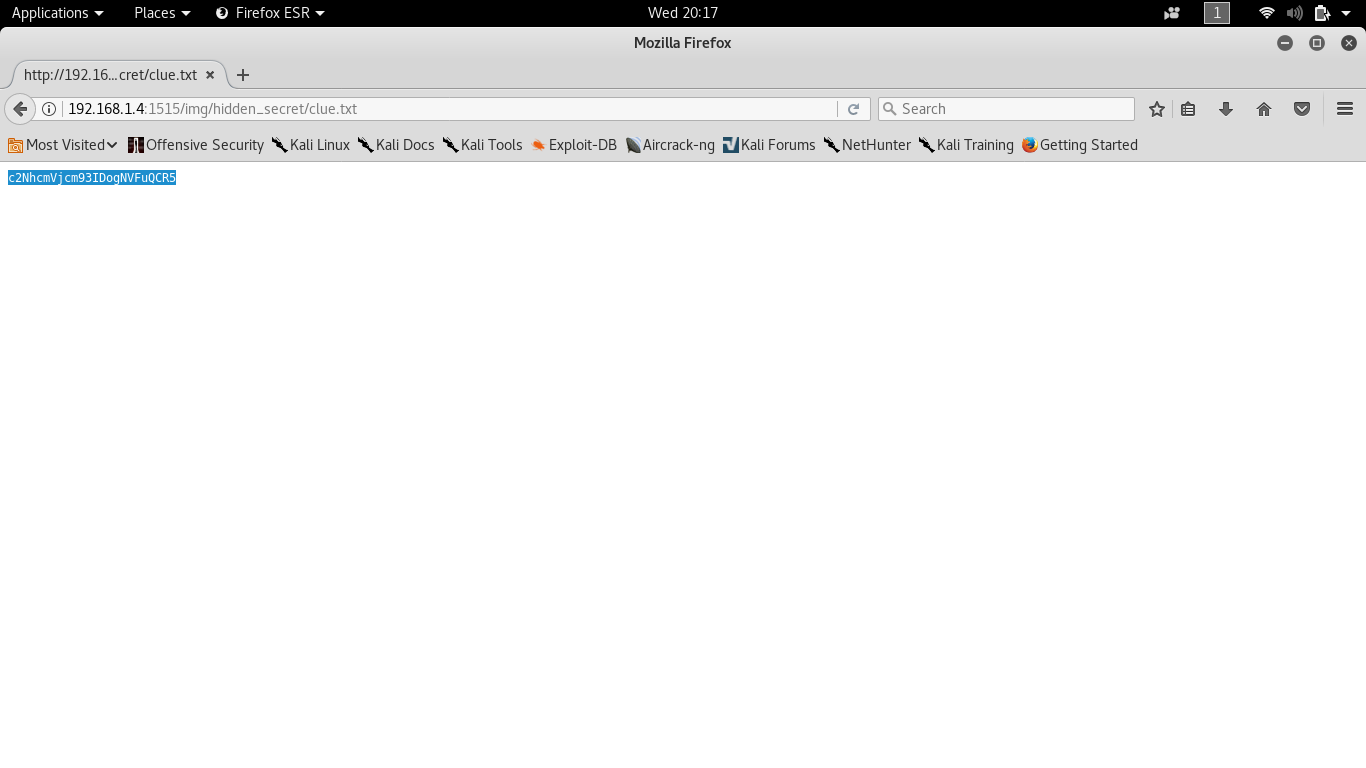 Applications Places Firefox ESR Wed 20:17 1
Mozilla Firefox
http://192.16...cret/clue.txt
192.168.1.4:1515/img/hidden_secret/clue.txt Search
Most Visited Offensive Security Kali Linux Kali Docs Kali Tools Exploit-DB Aircrack-ng Kali Forums NetHunter Kali Training Getting Started
c2NhcmVjcm93IDogNVFuQCR5